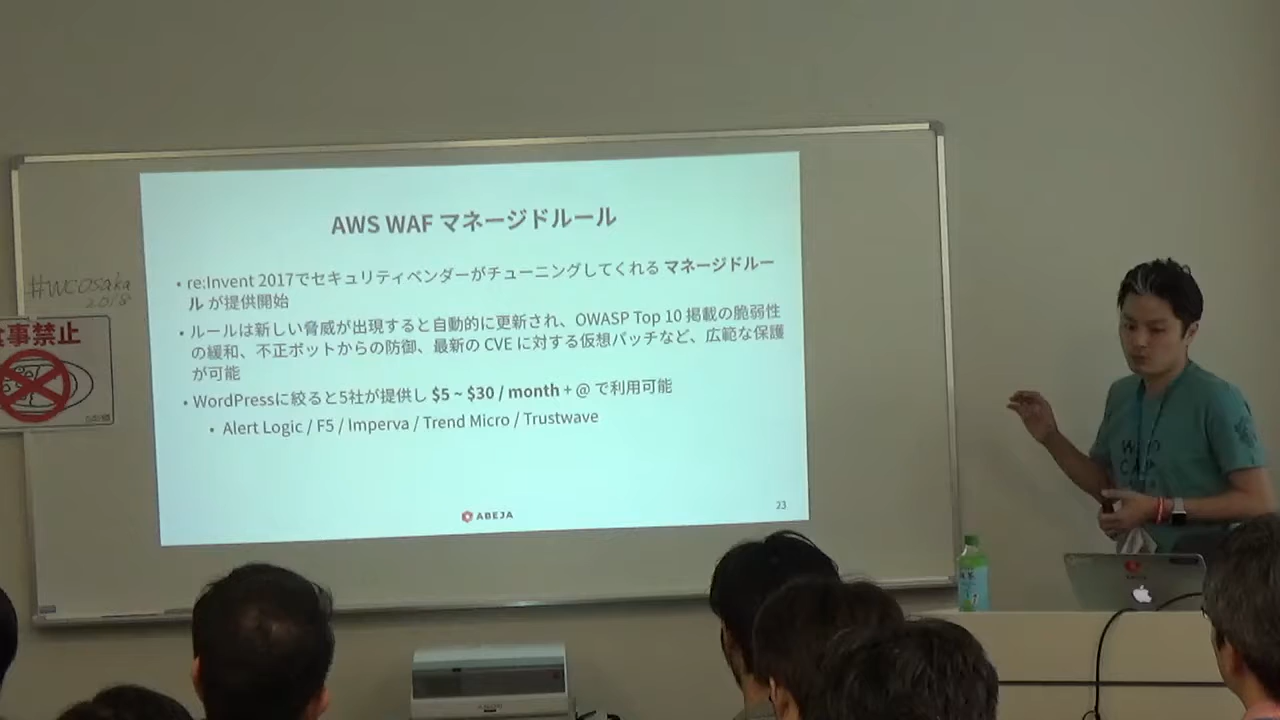 AWS WAF マネージドルール
• re:Invent 2017でセキュリティベンダーがチューニングしてくれる マネージドルー
ル が提供開始
• ルールは新しい脅威が出現すると自動的に更新され、OWASP Top 10 掲載の脆弱性
の緩和、不正ボットからの防御、最新の CVE に対する仮想パッチなど、広範な保護
が可能
• WordPressに絞ると5社が提供し $5 ~ $30 / month + @ で利用可能
• Alert Logic / F5 / Imperva / Trend Micro / Trustwave
ABEJA
23
#wcosaka
2018
食事禁止